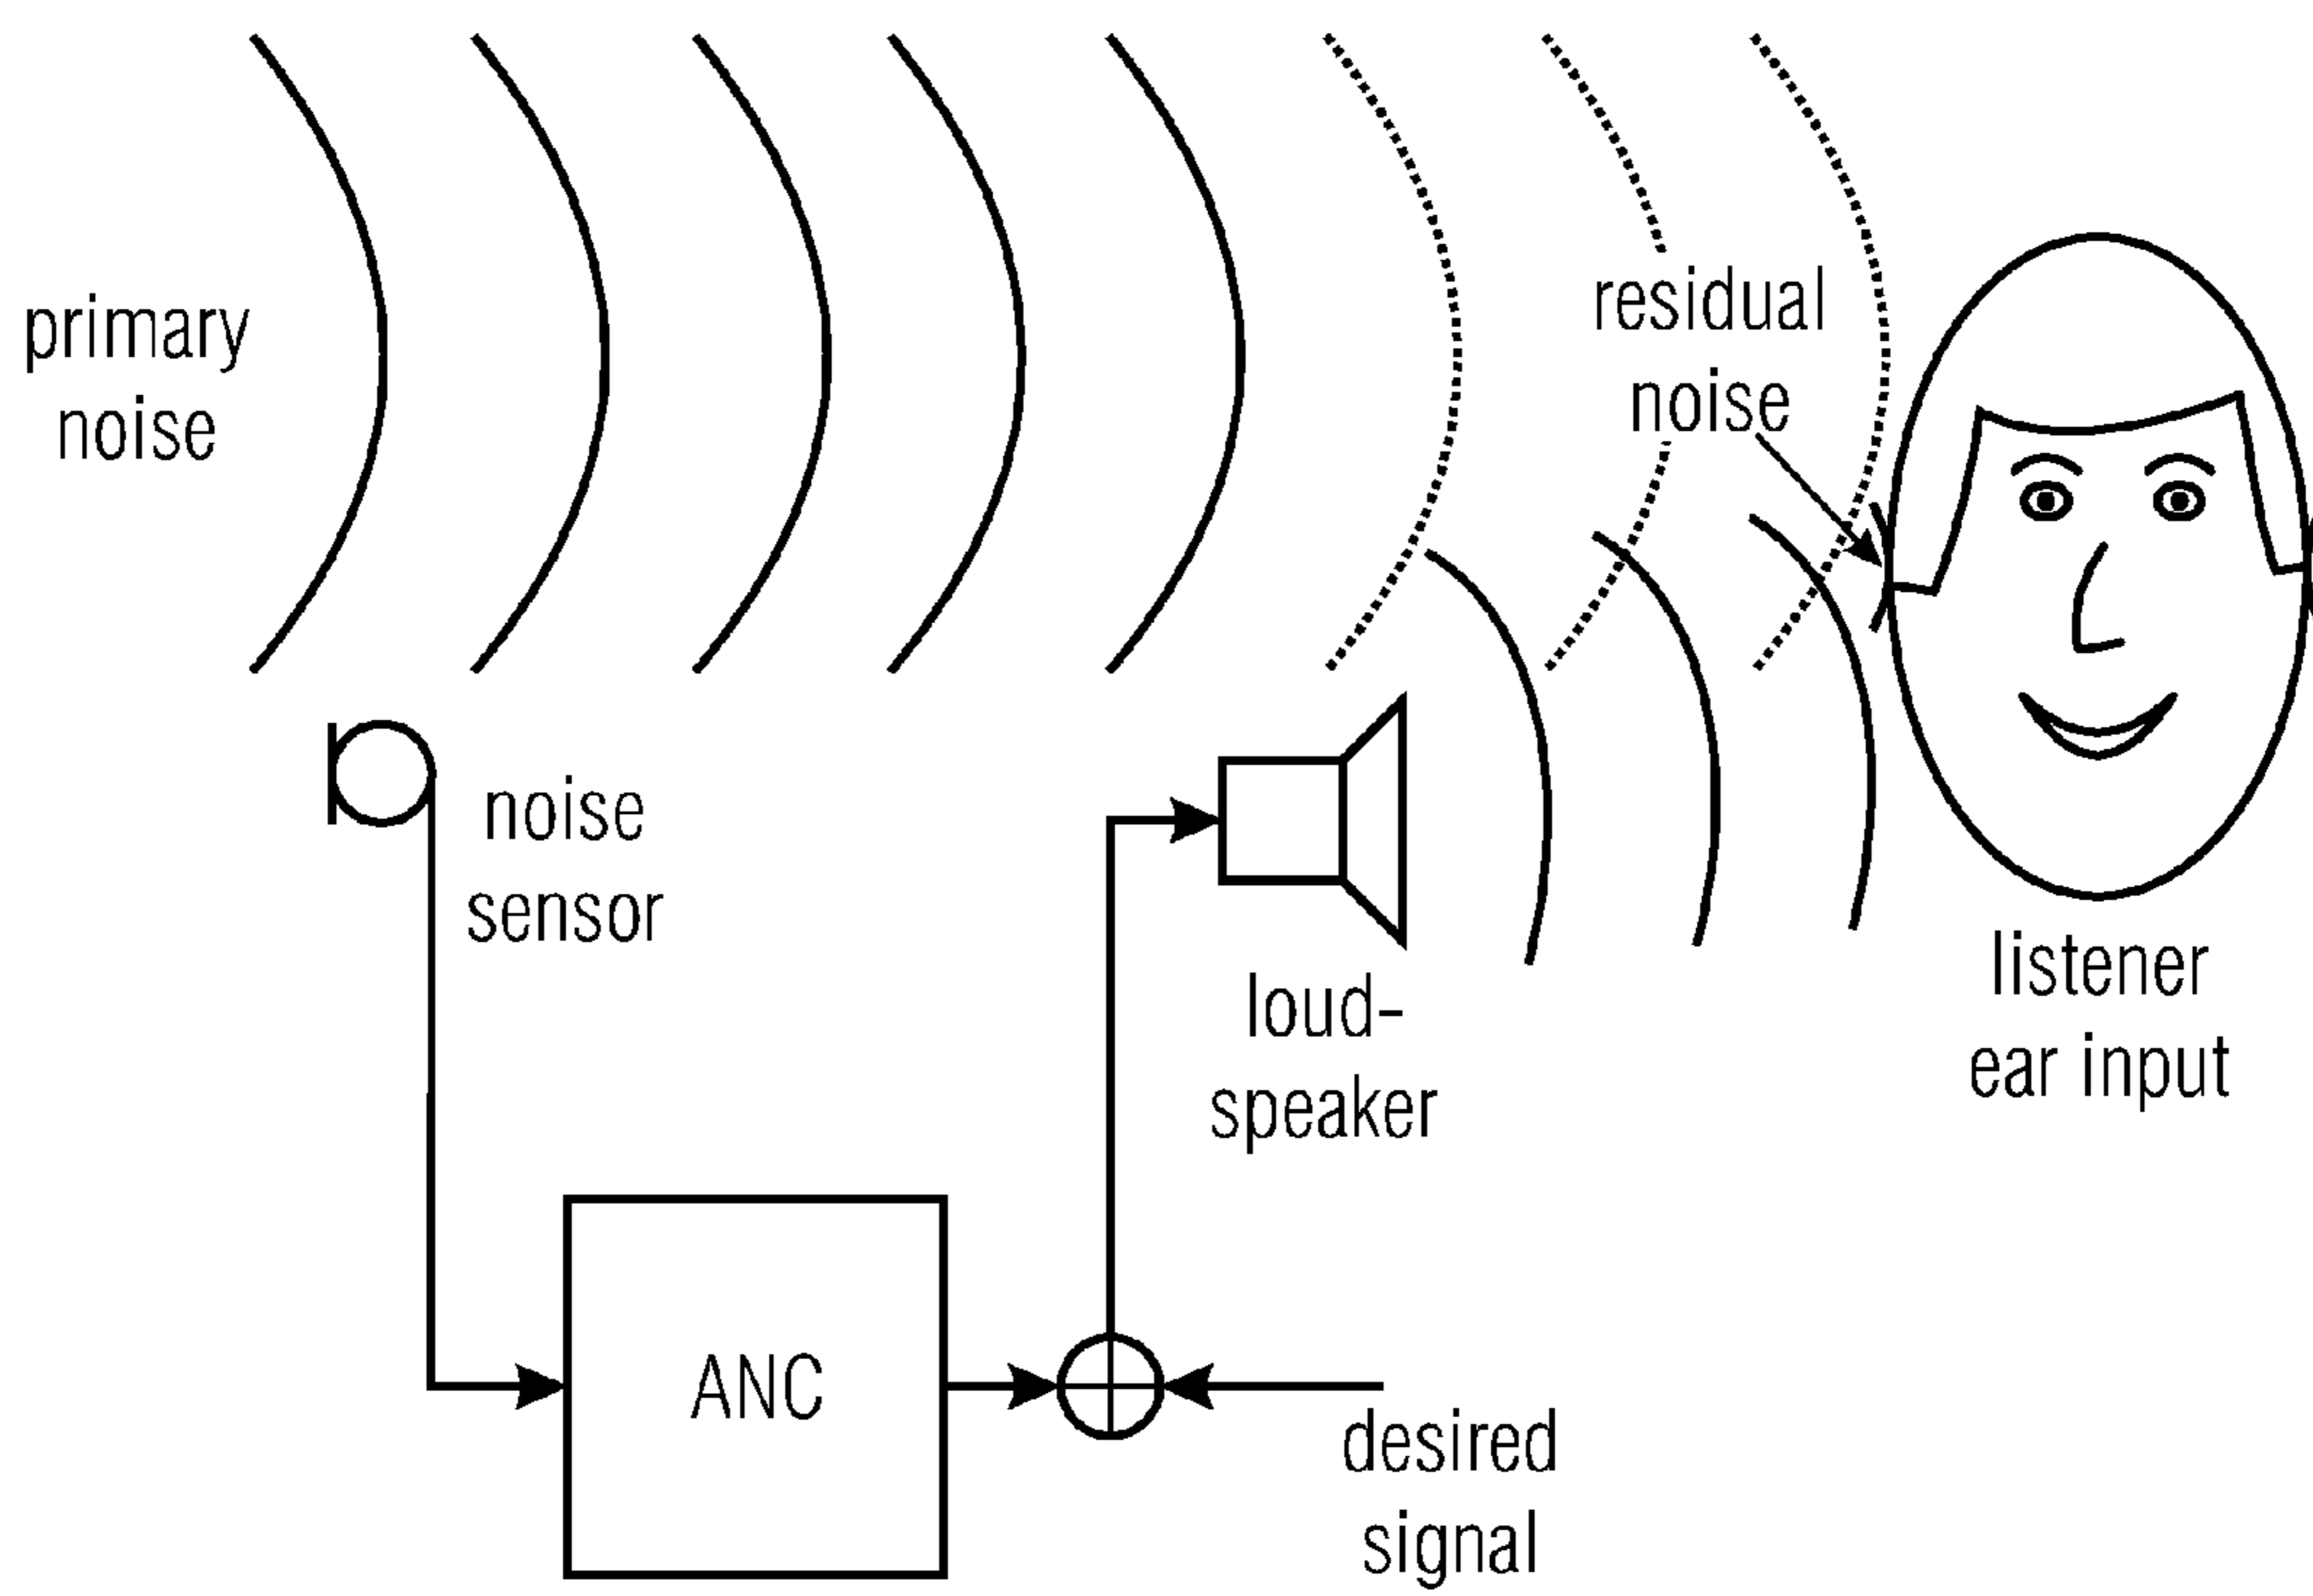 primary
noise
residual
noise
noise
sensor
loud-
speaker
listener
ear input
ANC
desired
signal